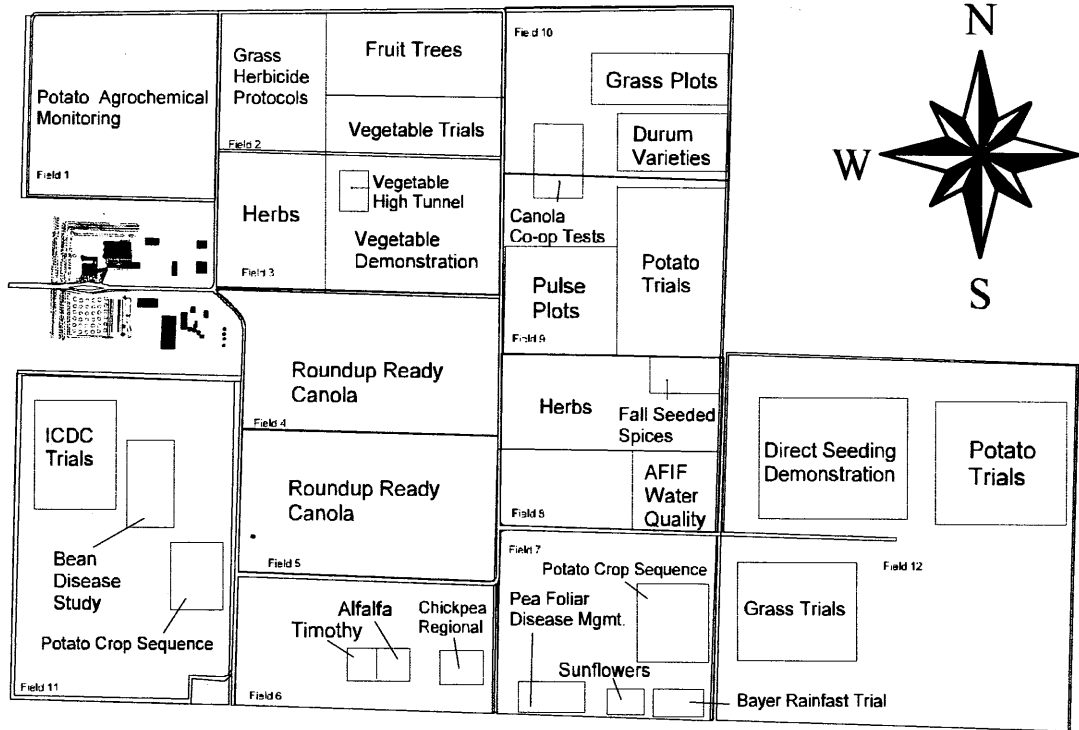 Potato Agrochemical
Monitoring
Field 1
Grass
Herbicide
Protocols
Field 2
Fruit Trees
Vegetable Trials
Herbs
Field 3
Vegetable
High Tunnel
Vegetable
Demonstration
Field 10
Grass Plots
Durum
Varieties
Canola
Co-op Tests
Pulse
Plots
Field 9
Potato
Trials
N
W
S
Roundup Ready
Canola
Field 4
Roundup Ready
Canola
Field 5
Herbs
Fall Seeded
Spices
AFIF
Water
Quality
Field 8
ICDC
Trials
Bean
Disease
Study
Potato Crop Sequence
Field 11
Alfalfa
Timothy
Chickpea
Regional
Field 6
Field 7
Potato Crop Sequence
Pea Foliar
Disease Mgmt.
Sunflowers
Bayer Rainfast Trial
Direct Seeding
Demonstration
Potato
Trials
Field 12
Grass Trials